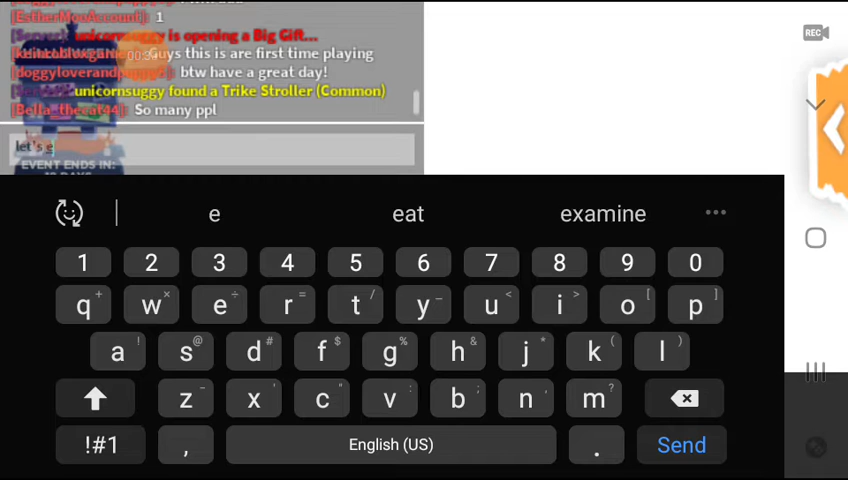 [EstherMooAccount]: 1
[Server]: unicornsuggy is opening a Big Gift...
Guys this is are first time playing
[doggyloverandpuppy6]: btw have a great day!
unicornsuggy found a Trike Stroller (Common)
[Bella_thecat44]: So many ppl
let's e
EVENT ENDS IN:
REC
e eat examine
1 2 3 4 5 6 7 8 9 0
q + w × e ÷ r = t / y _ u < i > o [ p ]
a ! s @ d # f $ g % h & j * k ( l )
z - x ' c " v : b ; n , m ?
!#1 , English (US) . Send